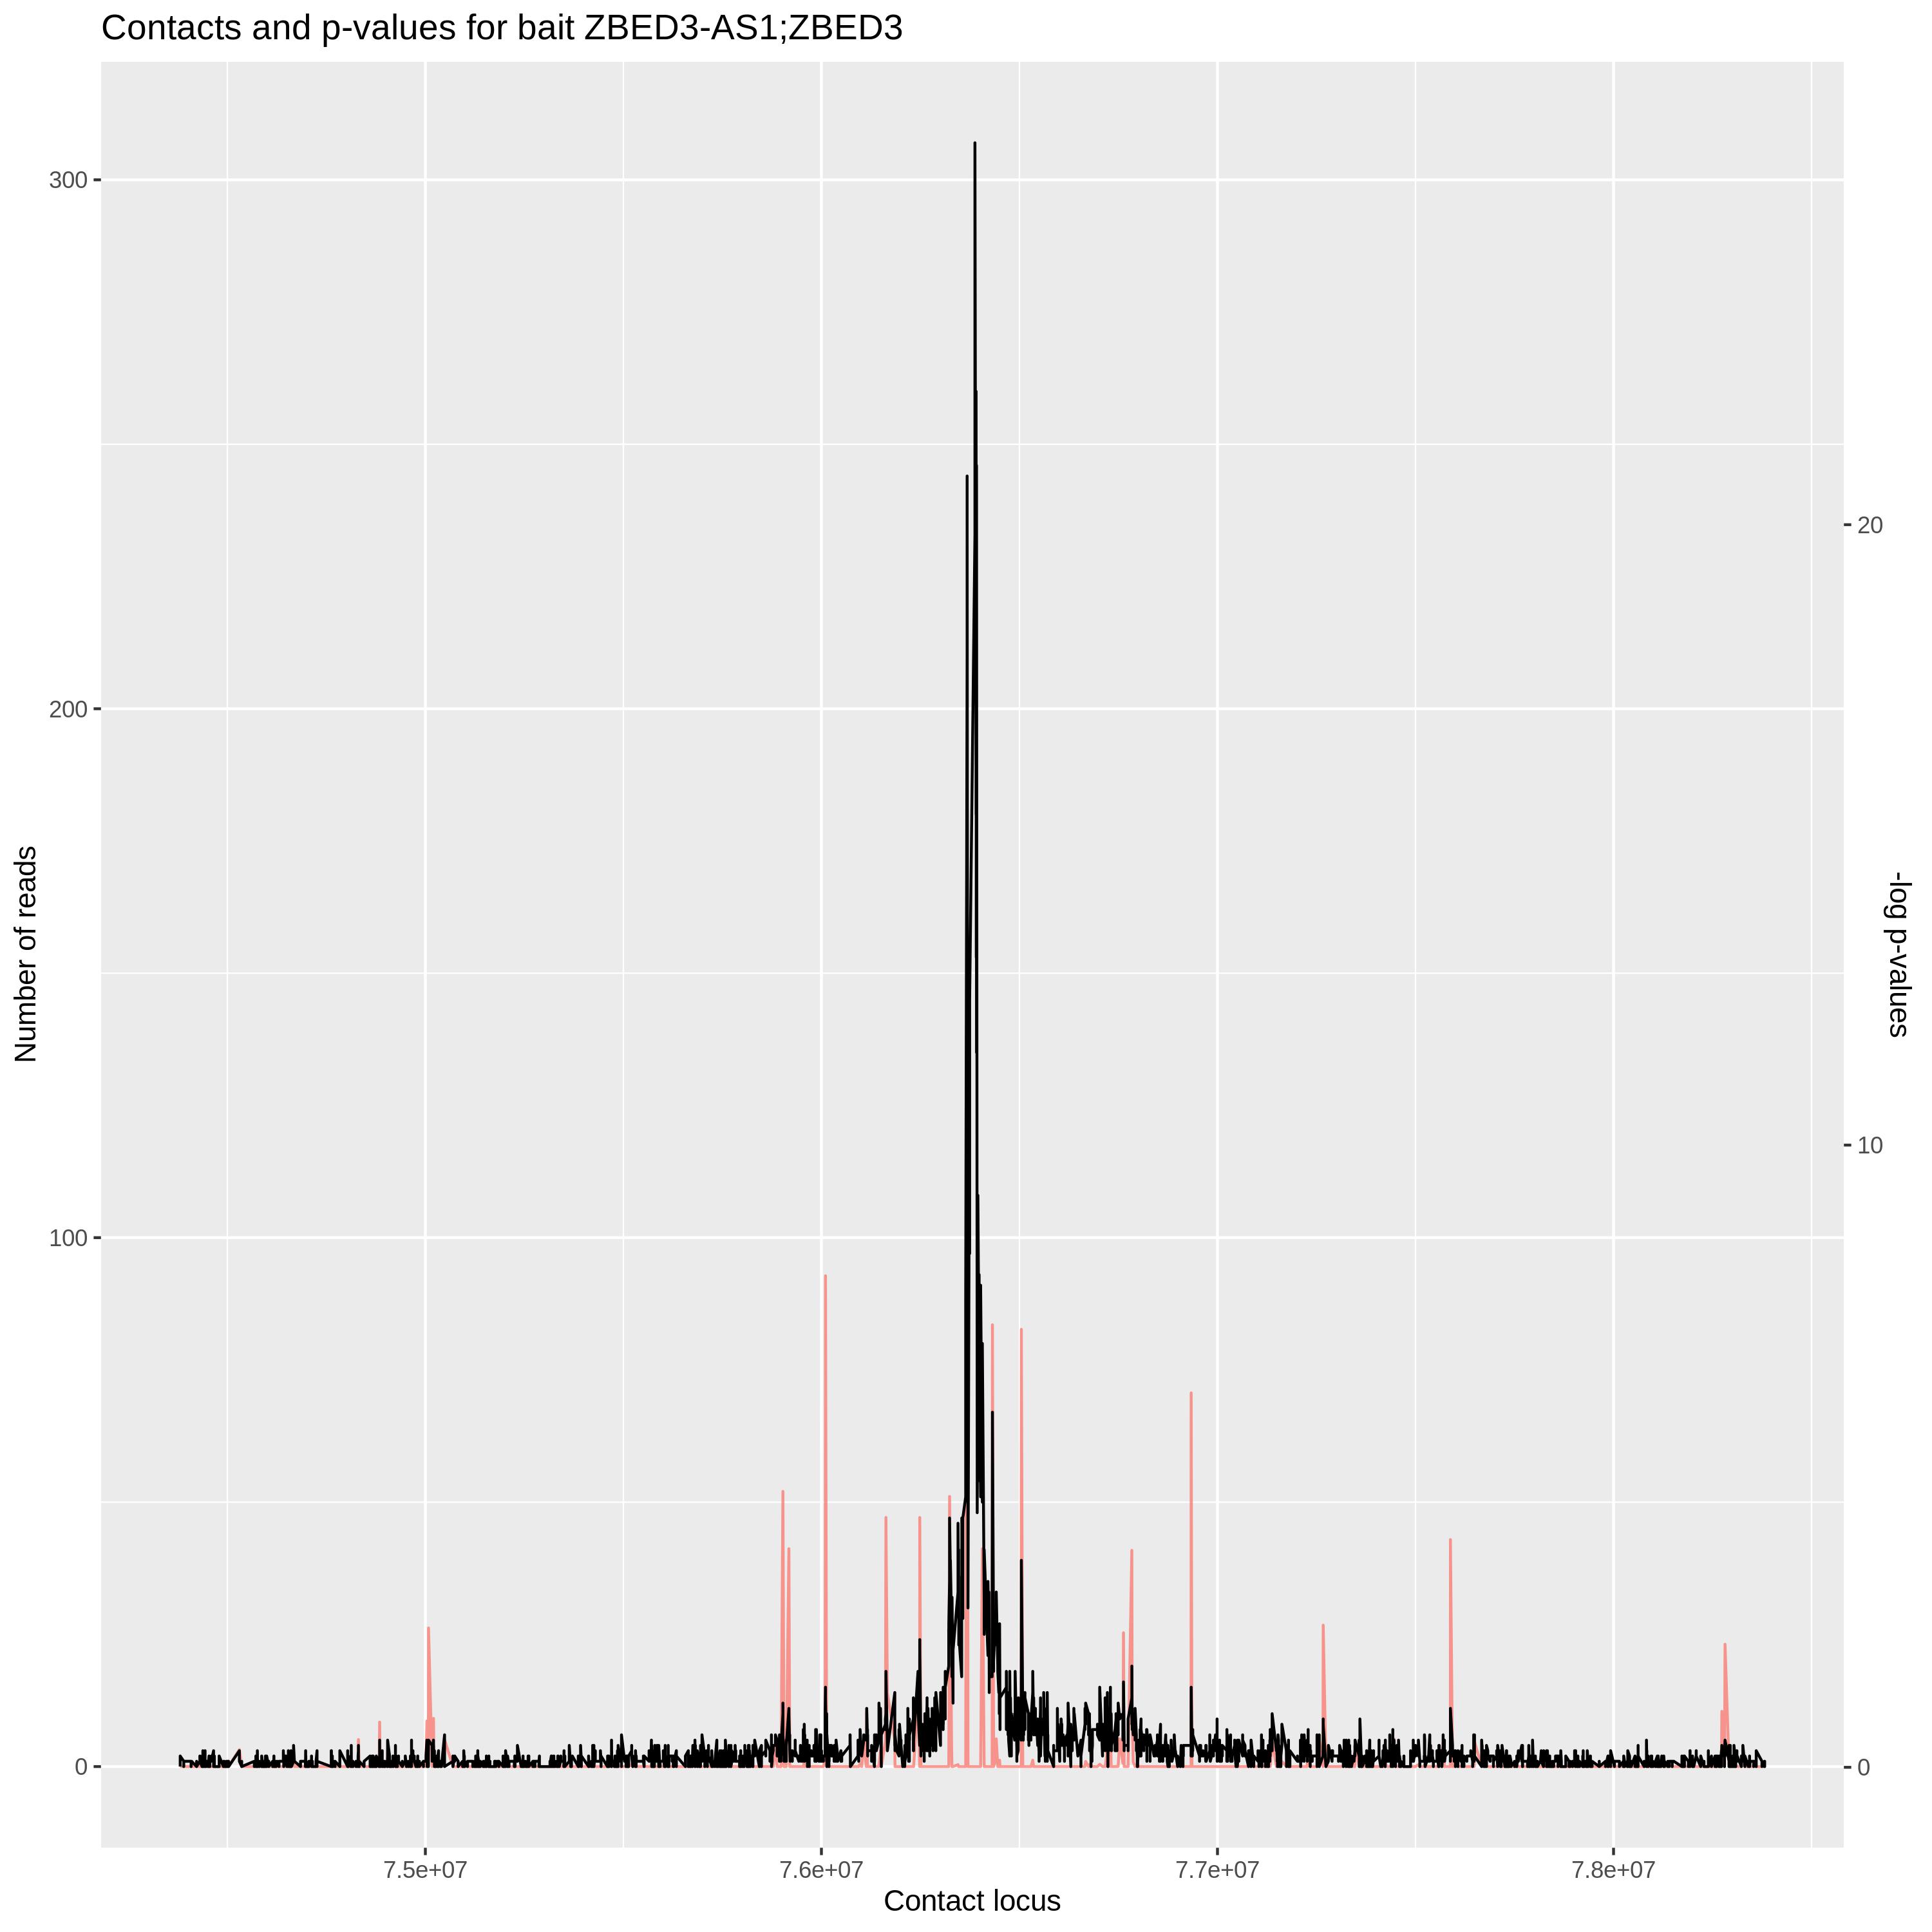 Contacts and p-values for bait ZBED3-AS1;ZBED3
300
200
100
0
Number of reads
20
10
0
-log p-values
7.5e+07 7.6e+07 7.7e+07 7.8e+07
Contact locus